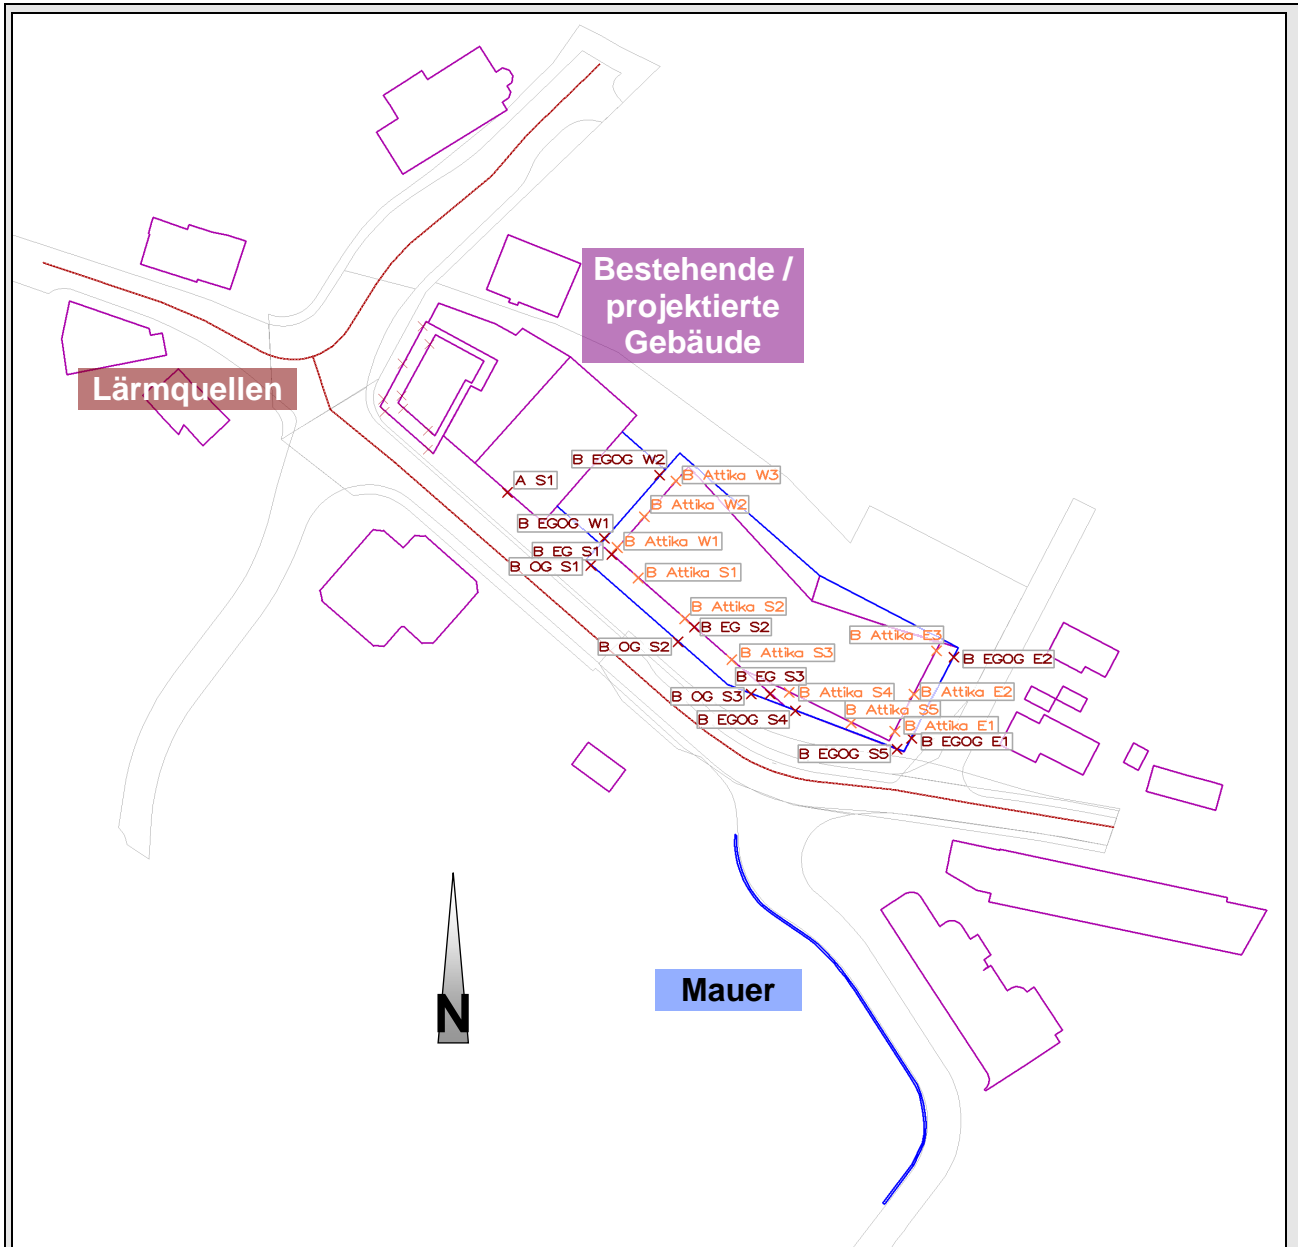 Bestehende /
projektierte
Gebäude
Lärmquellen
B EGOG W2
B Attika W3
A S1
B Attika W2
B EGOG W1
B Attika W1
B EG S1
B OG S1
B Attika S1
B Attika S2
B EG S2
B Attika E3
B OG S2
B Attika S3
B EGOG E2
B EG S3
B OG S3
B Attika S4
B Attika E2
B EGOG S4
B Attika S5
B Attika E1
B EGOG E1
B EGOG S5
Mauer
N